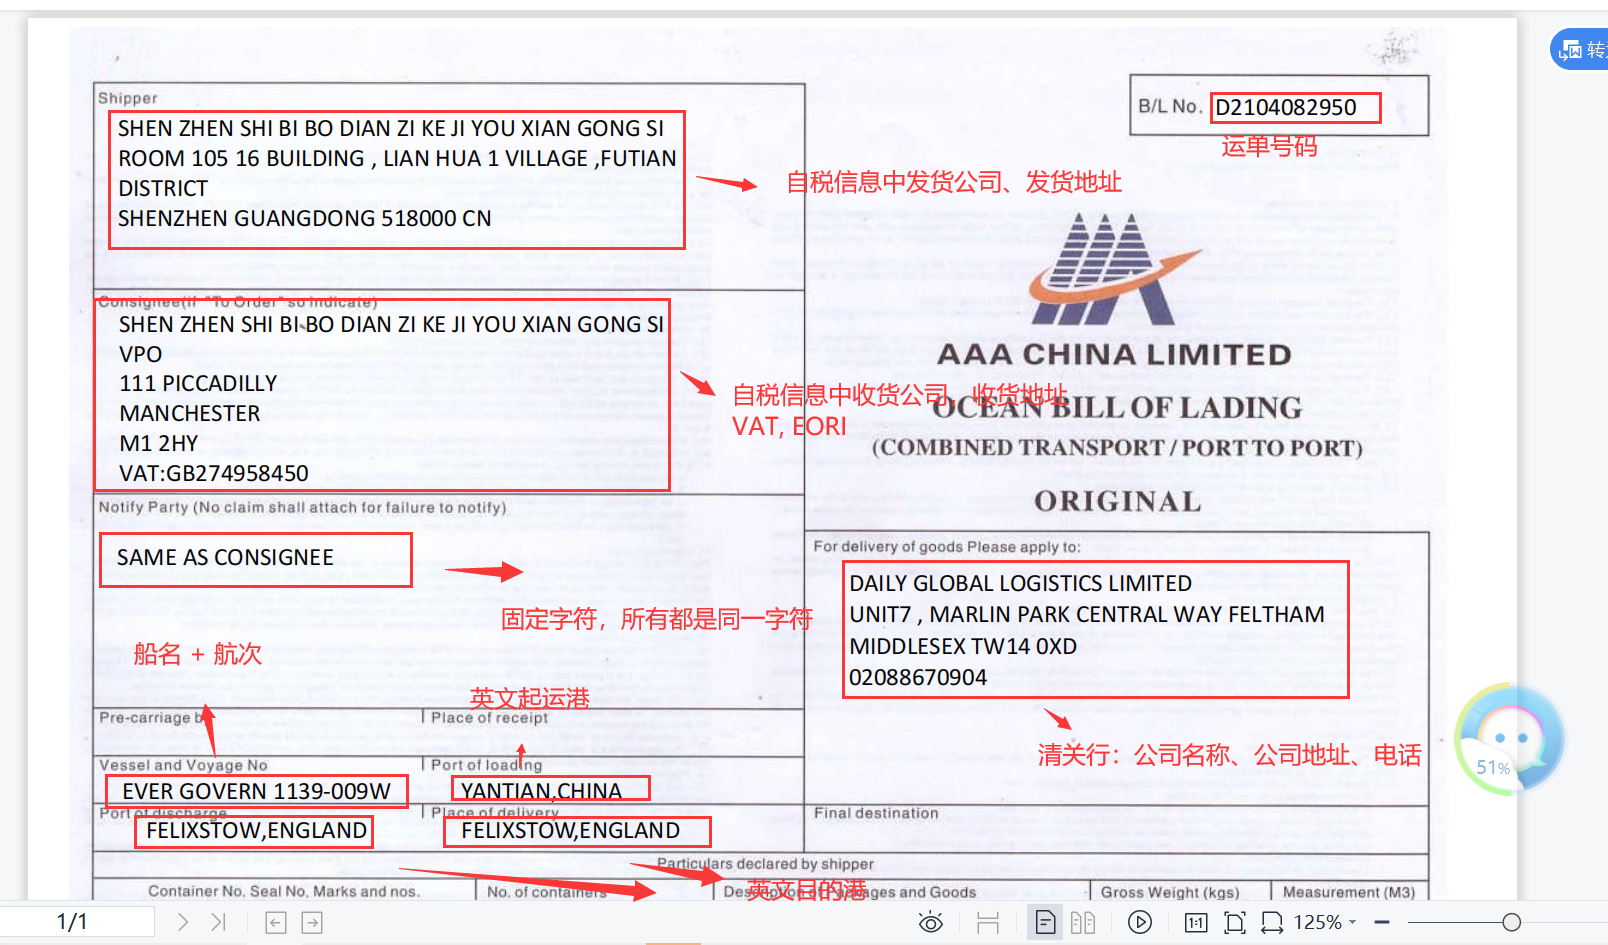 转
Shipper
SHEN ZHEN SHI BI BO DIAN ZI KE JI YOU XIAN GONG SI
ROOM 105 16 BUILDING , LIAN HUA 1 VILLAGE ,FUTIAN
DISTRICT
SHENZHEN GUANGDONG 518000 CN
自税信息中发货公司、发货地址
B/L No. D2104082950
运单号码
Consignee(if "To Order" so indicate)
SHEN ZHEN SHI BI BO DIAN ZI KE JI YOU XIAN GONG SI
VPO
111 PICCADILLY
MANCHESTER
M1 2HY
VAT:GB274958450
自税信息中收货公司、收货地址
VAT, EORI
AAA CHINA LIMITED
OCEAN BILL OF LADING
(COMBINED TRANSPORT / PORT TO PORT)
ORIGINAL
Notify Party (No claim shall attach for failure to notify)
SAME AS CONSIGNEE
固定字符，所有都是同一字符
For delivery of goods Please apply to:
DAILY GLOBAL LOGISTICS LIMITED
UNIT7 , MARLIN PARK CENTRAL WAY FELTHAM
MIDDLESEX TW14 0XD
02088670904
清关行：公司名称、公司地址、电话
船名 + 航次
英文起运港
Pre-carriage b
Place of receipt
Vessel and Voyage No
Port of loading
EVER GOVERN 1139-009W
YANTIAN,CHINA
Port of discharge
Place of delivery
Final destination
FELIXSTOW,ENGLAND
FELIXSTOW,ENGLAND
Particulars declared by shipper
英文目的港
Container No. Seal No. Marks and nos.
No. of containers
Description of Packages and Goods
Gross Weight (kgs)
Measurement (M3)
51%
1/1
1:1
125%